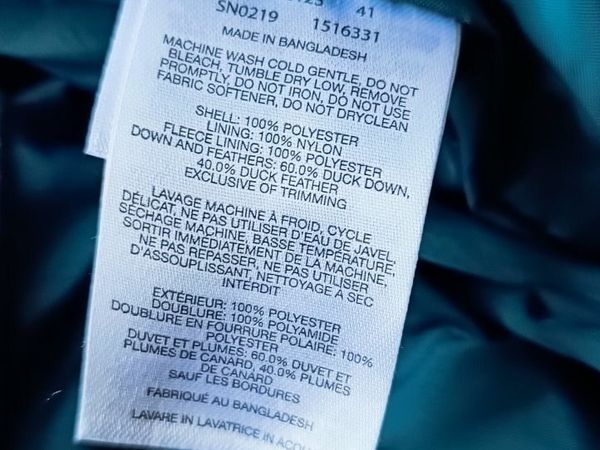 41
SN0219 1516331
MADE IN BANGLADESH
MACHINE WASH COLD GENTLE, DO NOT
BLEACH, TUMBLE DRY LOW, REMOVE
PROMPTLY, DO NOT IRON, DO NOT USE
FABRIC SOFTENER, DO NOT DRYCLEAN
SHELL: 100% POLYESTER
LINING: 100% NYLON
FLEECE LINING: 100% POLYESTER
DOWN AND FEATHERS: 60.0% DUCK DOWN,
40.0% DUCK FEATHER
EXCLUSIVE OF TRIMMING
LAVAGE MACHINE À FROID, CYCLE
DÉLICAT, NE PAS UTILISER D'EAU DE JAVEL,
SÉCHAGE MACHINE, BASSE TEMPÉRATURE,
SORTIR IMMÉDIATEMENT DE LA MACHINE,
NE PAS REPASSER, NE PAS UTILISER
D'ASSOUPLISSANT, NETTOYAGE À SEC
INTERDIT
EXTÉRIEUR: 100% POLYESTER
DOUBLURE: 100% POLYAMIDE
DOUBLURE EN FOURRURE POLAIRE: 100%
POLYESTER
DUVET ET PLUMES: 60.0% DUVET ET
PLUMES DE CANARD, 40.0% PLUMES
DE CANARD
SAUF LES BORDURES
FABRIQUÉ AU BANGLADESH
LAVARE IN LAVATRICE IN